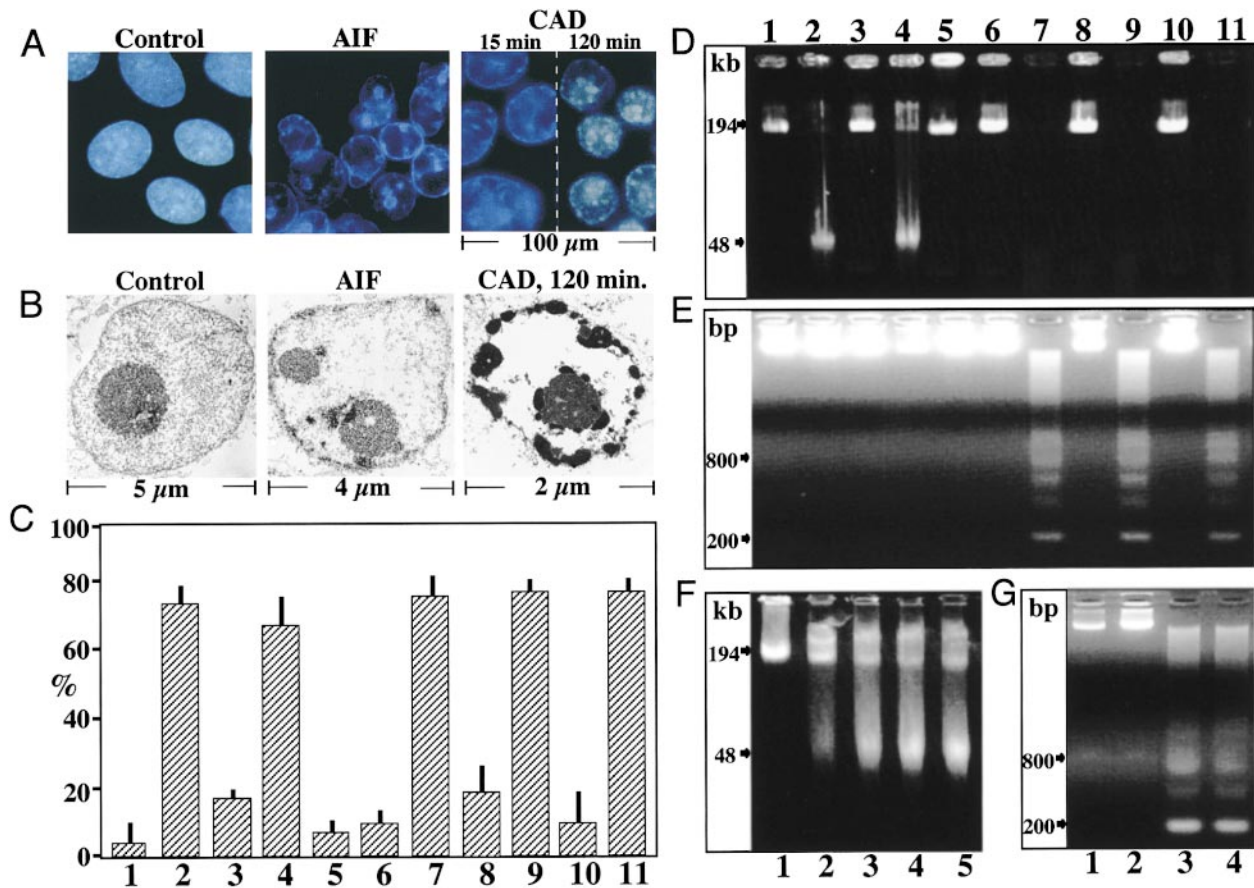 A
Control
AIF
CAD
15 min 120 min
100 µm
B
Control
AIF
CAD, 120 min.
5 µm
4 µm
2 µm
C
100
80
60
%
40
20
0
1 2 3 4 5 6 7 8 9 10 11
D
1 2 3 4 5 6 7 8 9 10 11
kb
194
48
E
bp
800
200
F
kb
194
48
1 2 3 4 5
G
bp
800
200
1 2 3 4